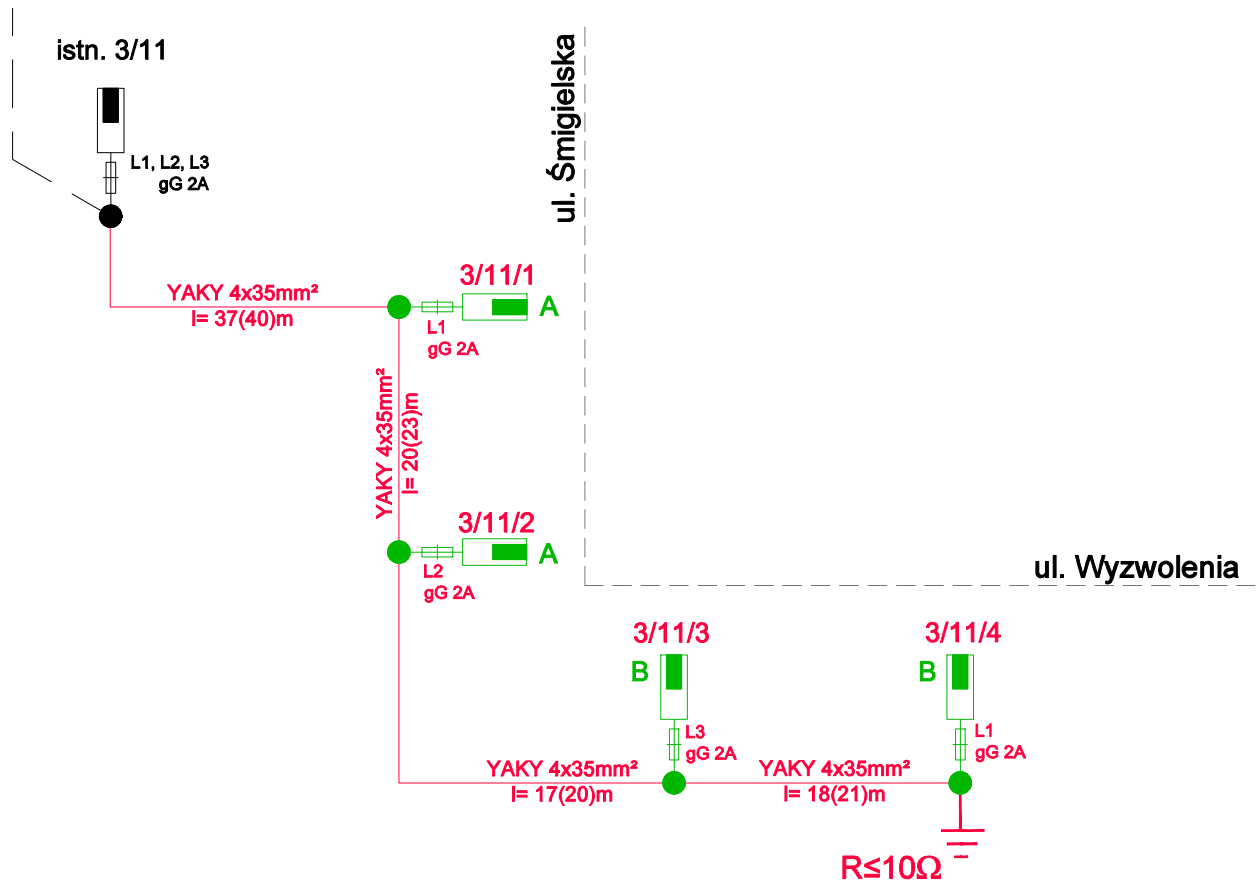 istn. 3/11
L1, L2, L3
gG 2A
ul. Śmigielska
3/11/1
A
L1
gG 2A
YAKY 4x35mm²
l= 37(40)m
YAKY 4x35mm²
l= 20(23)m
3/11/2
A
L2
gG 2A
ul. Wyzwolenia
3/11/3
B
L3
gG 2A
3/11/4
B
L1
gG 2A
YAKY 4x35mm²
l= 17(20)m
YAKY 4x35mm²
l= 18(21)m
R≤10Ω